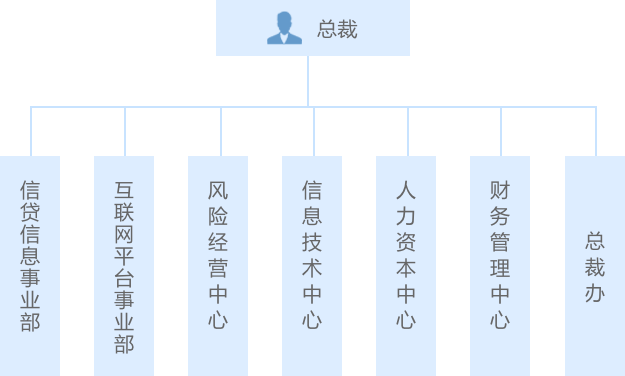 总裁
信贷信息事业部
互联网平台事业部
风险经营中心
信息技术中心
人力资本中心
财务管理中心
总裁办